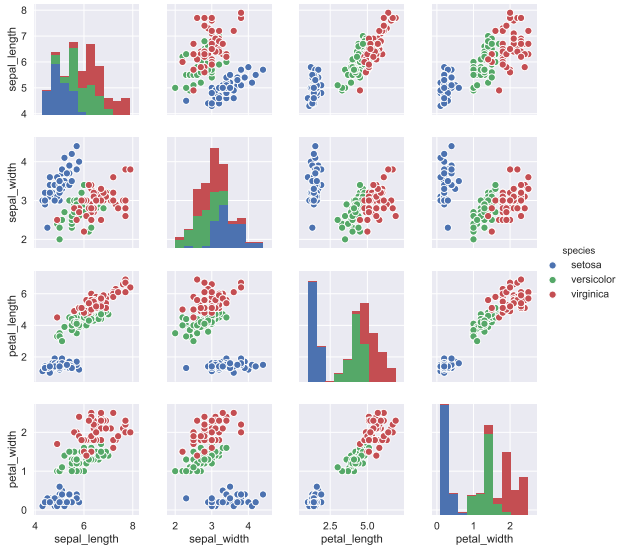 8
7
6
5
4
sepal_length
4
3
2
sepal_width
species
setosa
versicolor
virginica
6
4
2
petal_length
2
1
0
petal_width
4 6 8
sepal_length
2 3 4
sepal_width
2.5 5.0
petal_length
0 1 2
petal_width